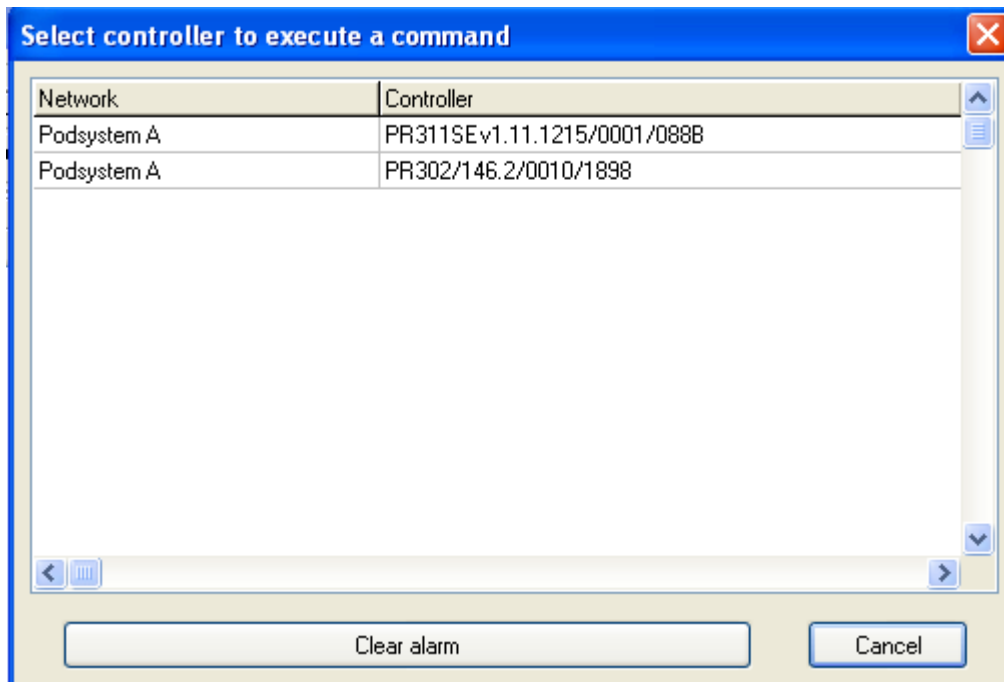 Select controller to execute a command
Network Controller
Podsystem A PR311SEv1.11.1215/0001/088B
Podsystem A PR302/146.2/0010/1898
Clear alarm Cancel